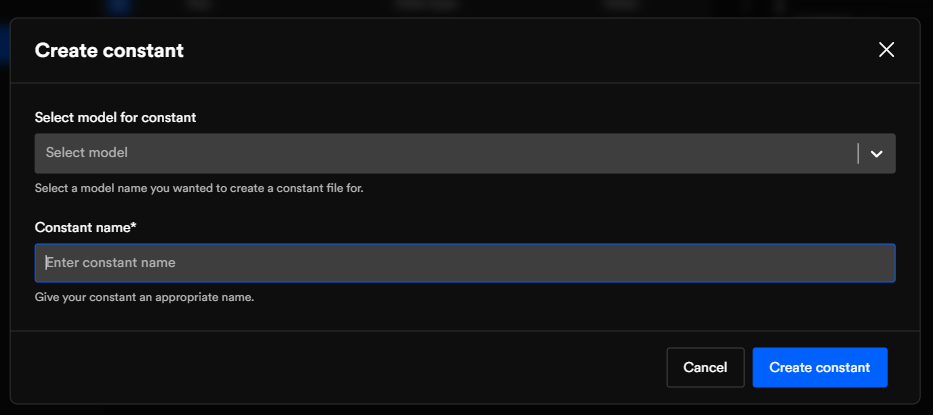 Create constant
Select model for constant
Select model
Select a model name you wanted to create a constant file for.
Constant name*
Enter constant name
Give your constant an appropriate name.
Cancel
Create constant